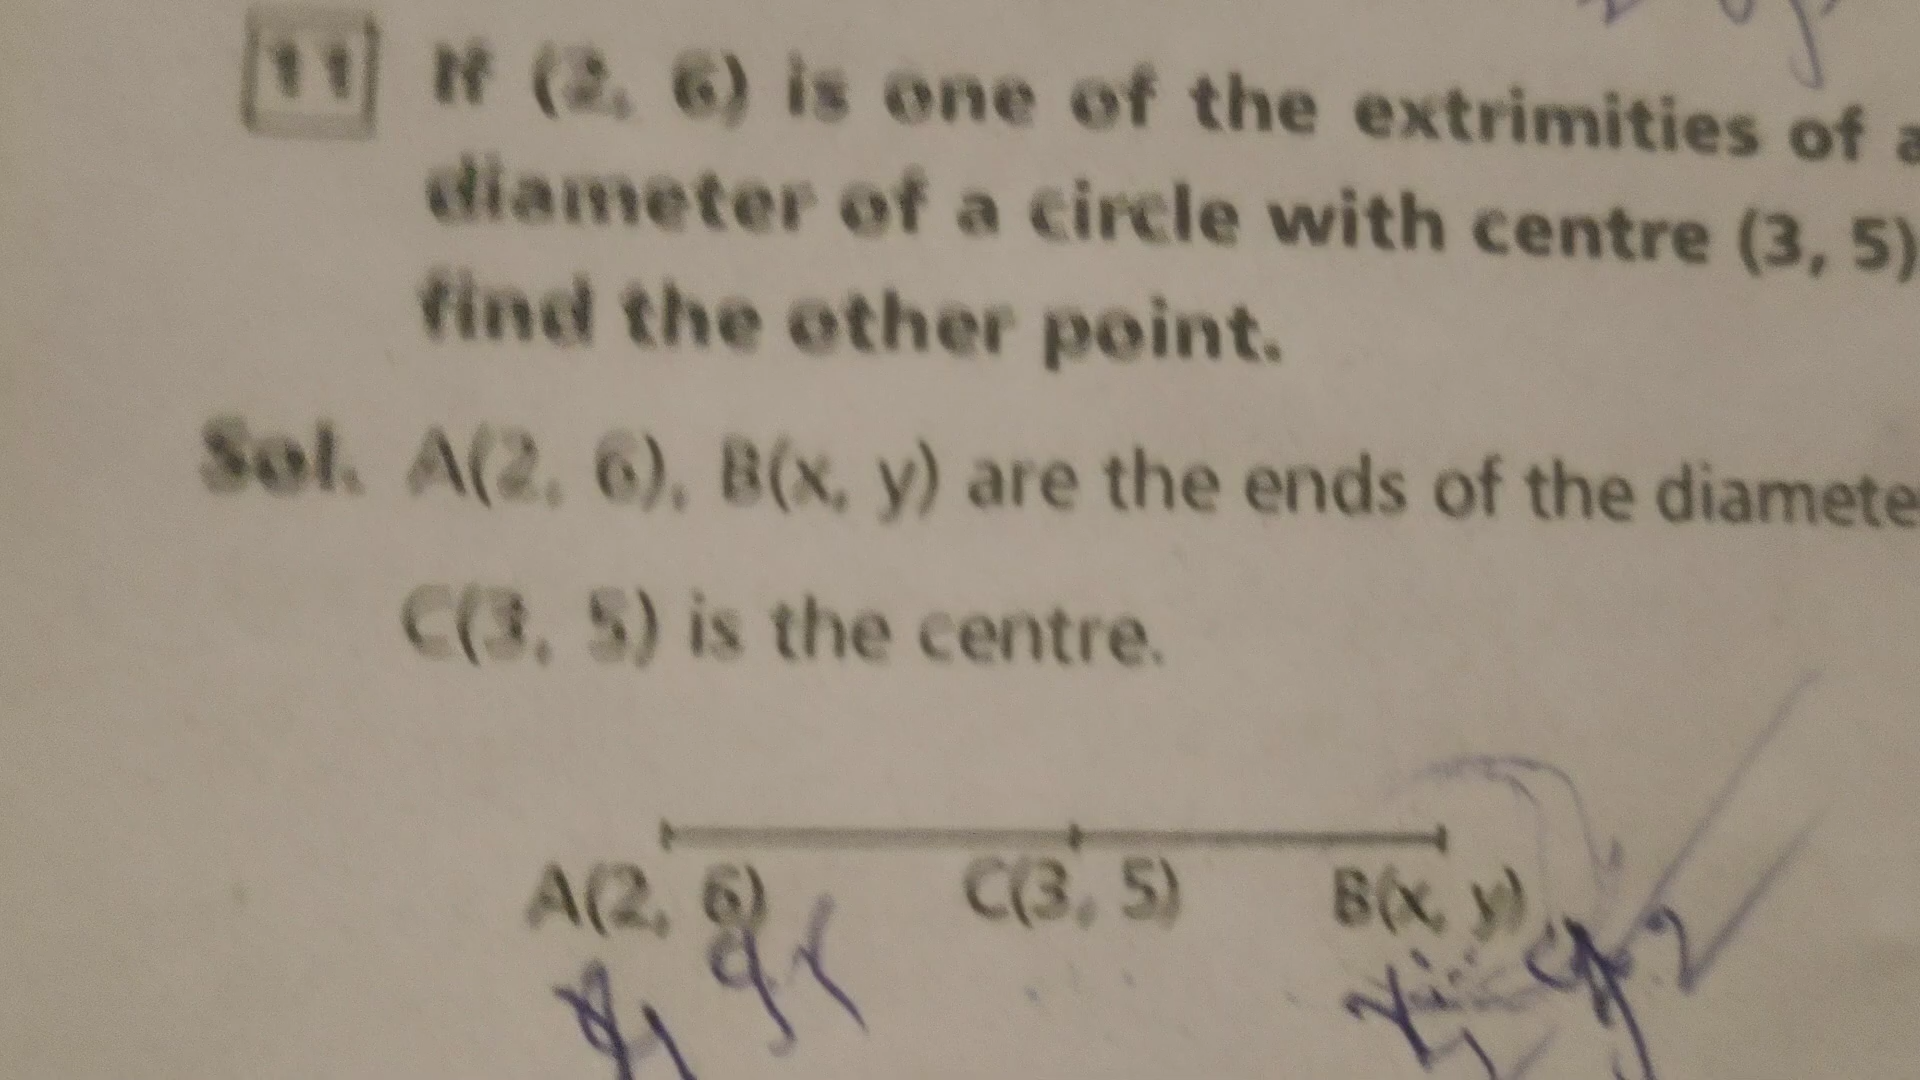 11 If (2, 6) is one of the extrimities of a
diameter of a circle with centre (3, 5)
find the other point.
Sol. A(2, 6), B(x, y) are the ends of the diamete
C(3, 5) is the centre.
A(2, 6) C(3, 5) B(x, y)